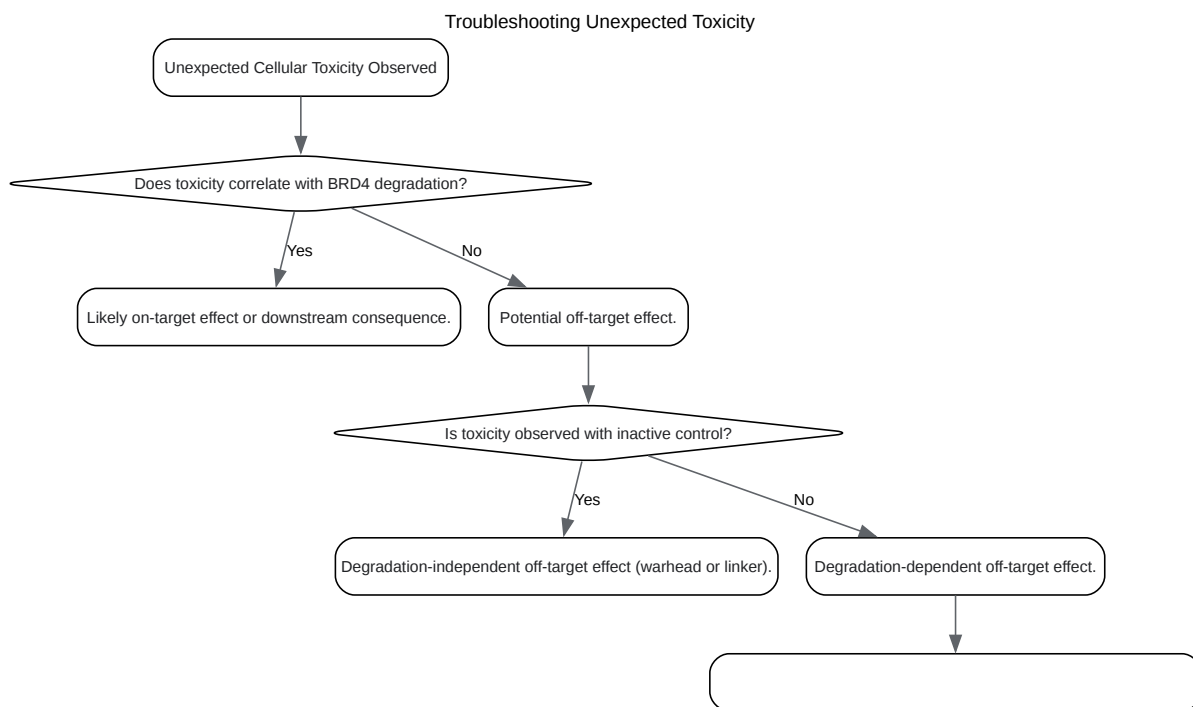 Troubleshooting Unexpected Toxicity
Unexpected Cellular Toxicity Observed
Does toxicity correlate with BRD4 degradation?
Yes
No
Likely on-target effect or downstream consequence.
Potential off-target effect.
Is toxicity observed with inactive control?
Yes
No
Degradation-independent off-target effect (warhead or linker).
Degradation-dependent off-target effect.